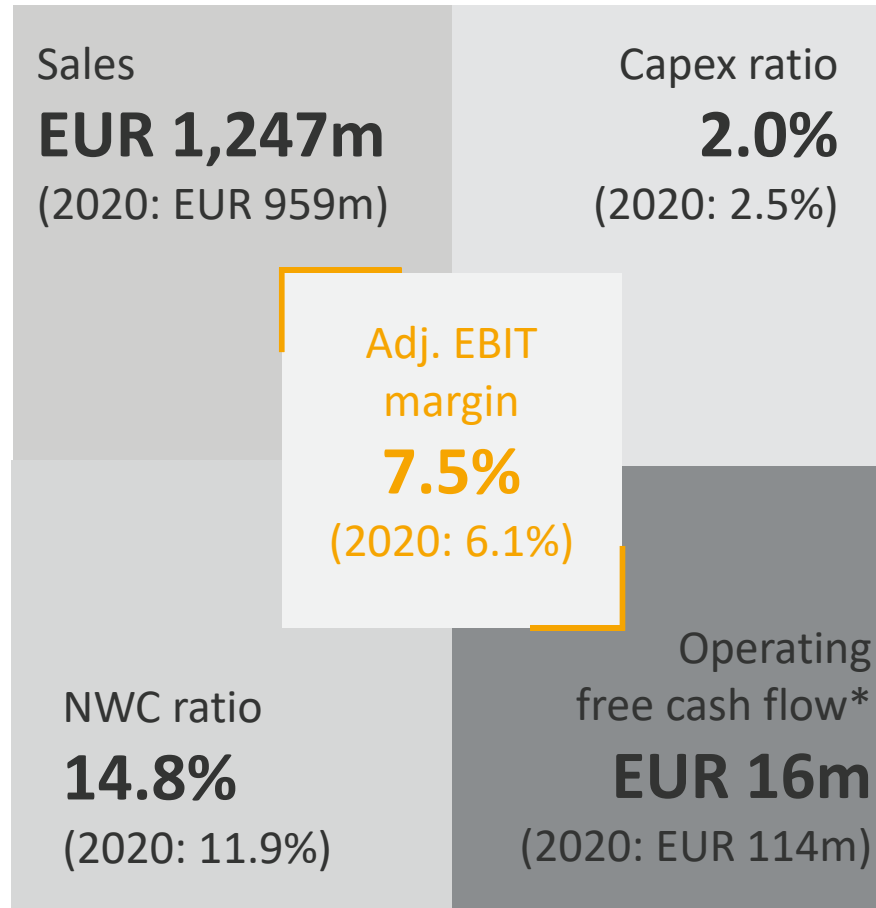 Sales
EUR 1,247m
(2020: EUR 959m)
Capex ratio
2.0%
(2020: 2.5%)
Adj. EBIT
margin
7.5%
(2020: 6.1%)
NWC ratio
14.8%
(2020: 11.9%)
Operating
free cash flow*
EUR 16m
(2020: EUR 114m)